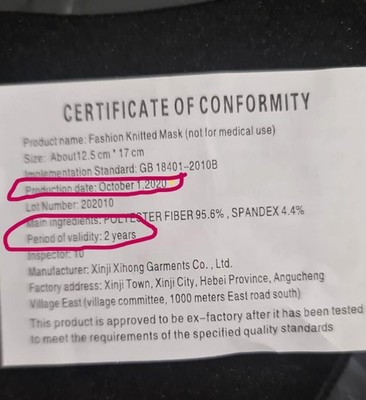 CERTIFICATE OF CONFORMITY
Product name: Fashion Knitted Mask (not for medical use)
Size: About12.5 cm * 17 cm
Implementation Standard: GB 18401-2010B
Production date: October 1,2020
Lot Number: 202010
Main ingredients: POLYESTER FIBER 95.6% , SPANDEX 4.4%
Period of validity: 2 years
Inspector: 10
Manufacturer: Xinji Xihong Garments Co. , Ltd.
Factory address: Xinji Town, Xinji City, Hebei Province, Angucheng
Village East (village committee, 1000 meters East road south)
This product is approved to be ex-factory after it has been tested
to meet the requirements of the specified quality standards